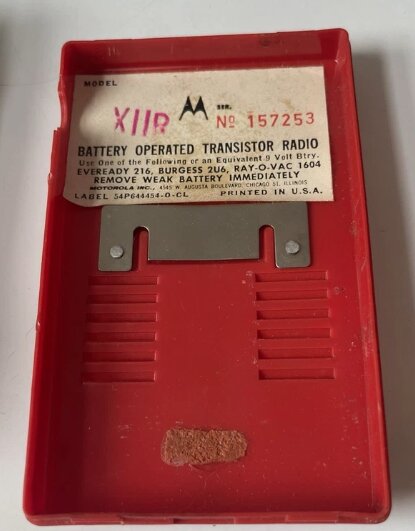 MODEL
X11R SER. No 157253
BATTERY OPERATED TRANSISTOR RADIO
Use One of the Following or an Equivalent 9 Volt Btry.
EVEREADY 216, BURGESS 2U6, RAY-O-VAC 1604
REMOVE WEAK BATTERY IMMEDIATELY
MOTOROLA INC., 4545 W. AUGUSTA BOULEVARD, CHICAGO 51, ILLINOIS
LABEL 54P644454-O-CL PRINTED IN U.S.A.